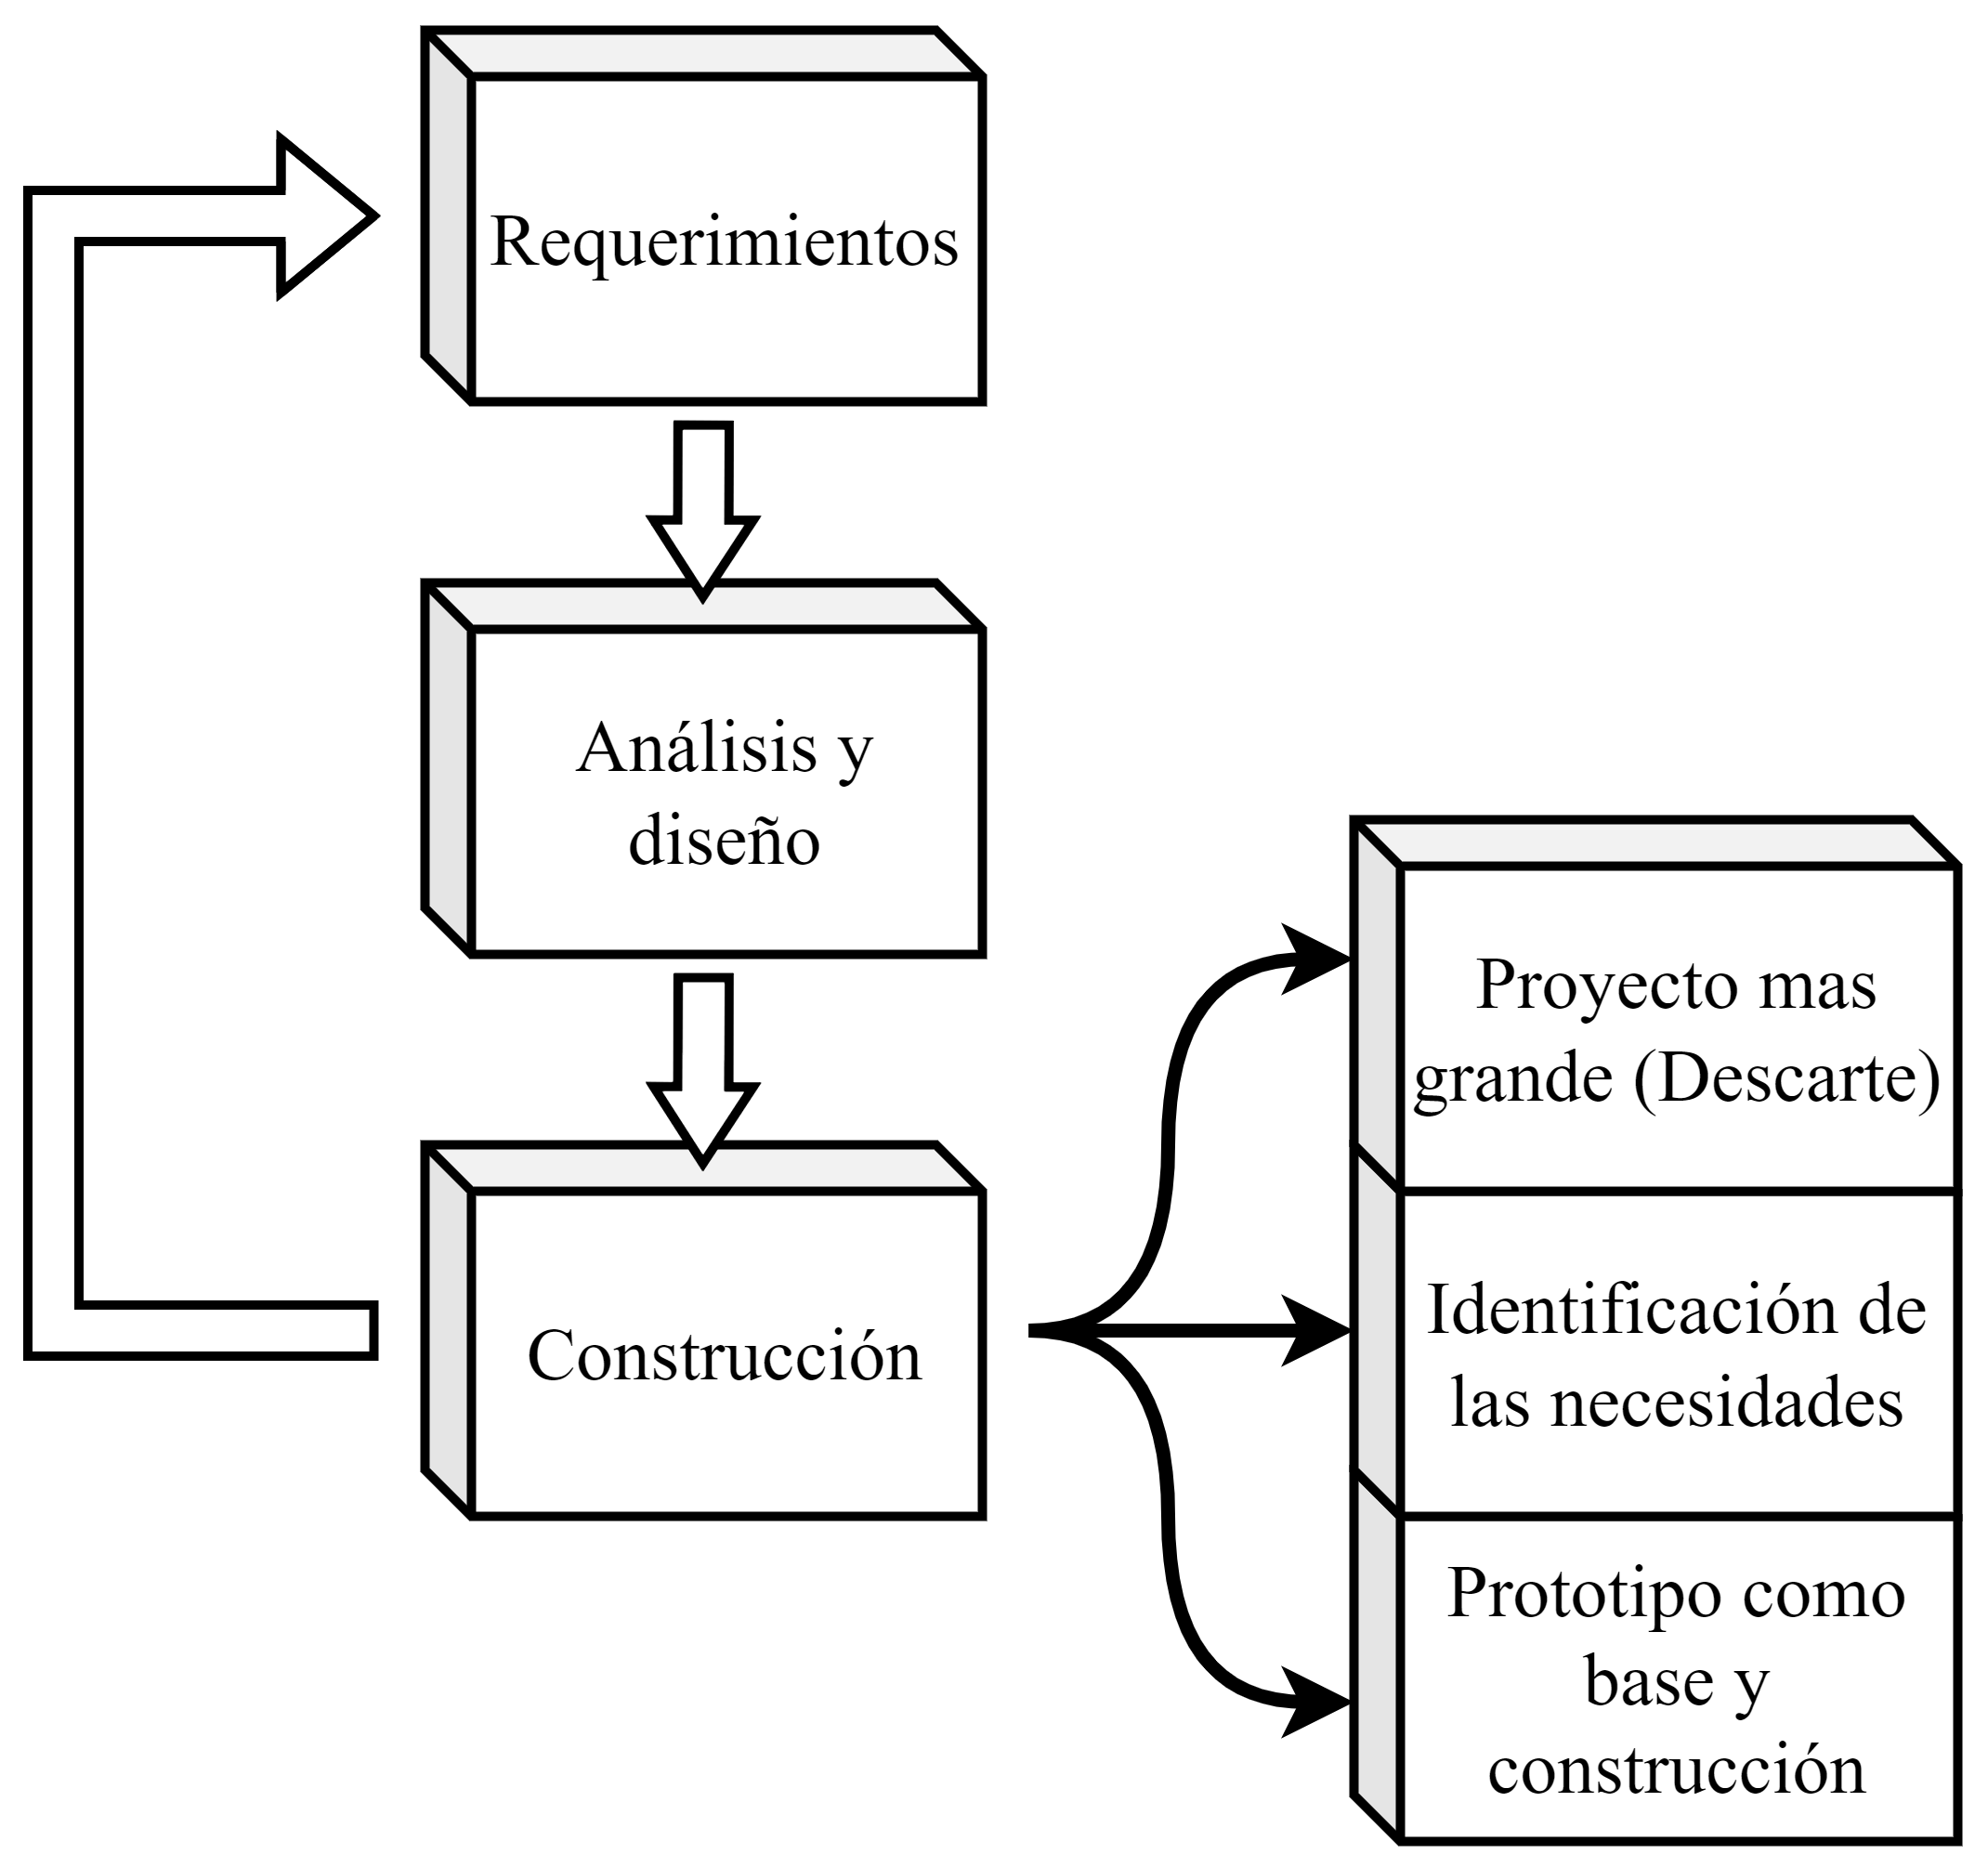 Requerimientos
Análisis y
diseño
Construcción
Proyecto mas
grande (Descarte)
Identificación de
las necesidades
Prototipo como
base y
construcción